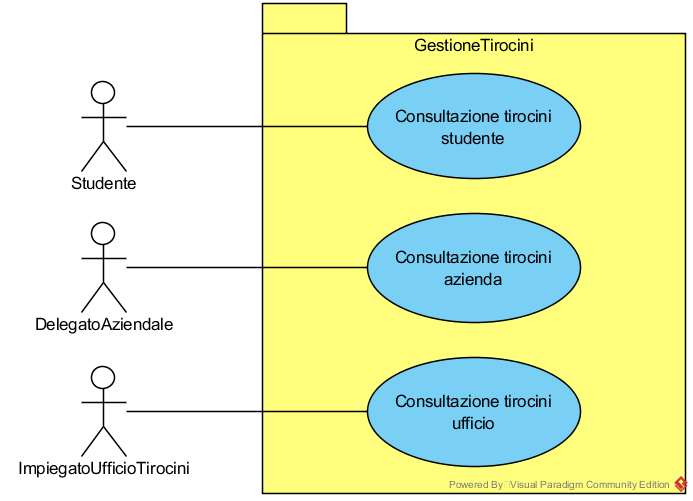 GestioneTirocini
Consultazione tirocini
studente
Studente
Consultazione tirocini
azienda
DelegatoAziendale
Consultazione tirocini
ufficio
ImpiegatoUfficioTirocini
Powered By Visual Paradigm Community Edition